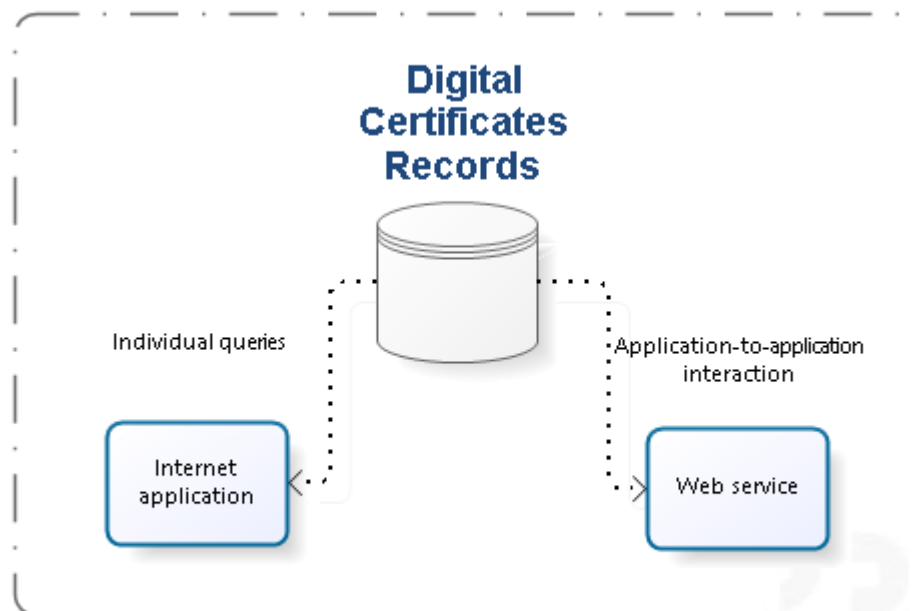 Digital
Certificates
Records
Individual queries
Application-to-application
interaction
Internet
application
Web service